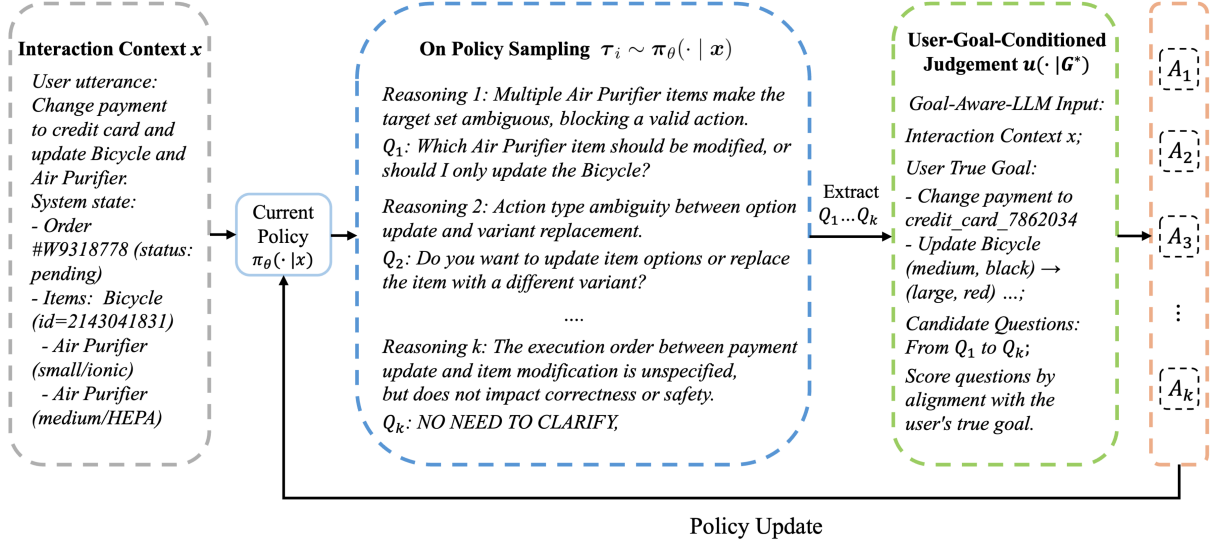 Interaction Context x
User utterance:
Change payment
to credit card and
update Bicycle and
Air Purifier.
System state:
- Order
#W9318778 (status:
pending)
- Items: Bicycle
(id=2143041831)
- Air Purifier
(small/ionic)
- Air Purifier
(medium/HEPA)
Current
Policy
πθ(· |x)
On Policy Sampling τi ~ πθ(· | x)
Reasoning 1: Multiple Air Purifier items make the
target set ambiguous, blocking a valid action.
Q1: Which Air Purifier item should be modified, or
should I only update the Bicycle?
Reasoning 2: Action type ambiguity between option
update and variant replacement.
Q2: Do you want to update item options or replace
the item with a different variant?
....
Reasoning k: The execution order between payment
update and item modification is unspecified,
but does not impact correctness or safety.
Qk: NO NEED TO CLARIFY,
Extract
Q1...Qk
User-Goal-Conditioned
Judgement u(· |G*)
Goal-Aware-LLM Input:
Interaction Context x;
User True Goal:
- Change payment to
credit_card_7862034
- Update Bicycle
(medium, black) →
(large, red) ...;
Candidate Questions:
From Q1 to Qk;
Score questions by
alignment with the
user's true goal.
A1
A2
A3
⋮
Ak
Policy Update